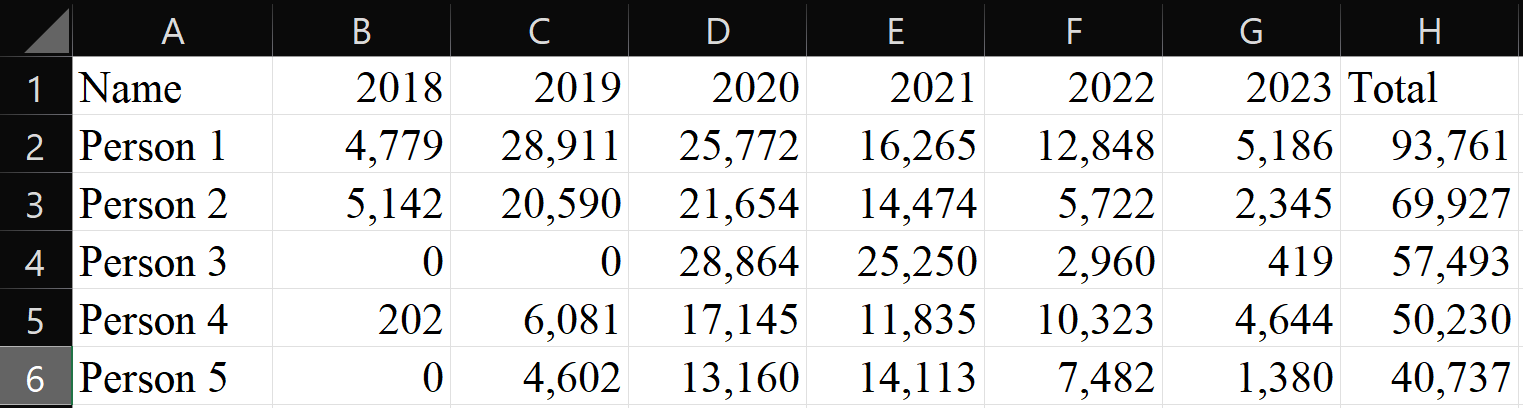 A B C D E F G H
1 Name 2018 2019 2020 2021 2022 2023 Total
2 Person 1 4,779 28,911 25,772 16,265 12,848 5,186 93,761
3 Person 2 5,142 20,590 21,654 14,474 5,722 2,345 69,927
4 Person 3 0 0 28,864 25,250 2,960 419 57,493
5 Person 4 202 6,081 17,145 11,835 10,323 4,644 50,230
6 Person 5 0 4,602 13,160 14,113 7,482 1,380 40,737